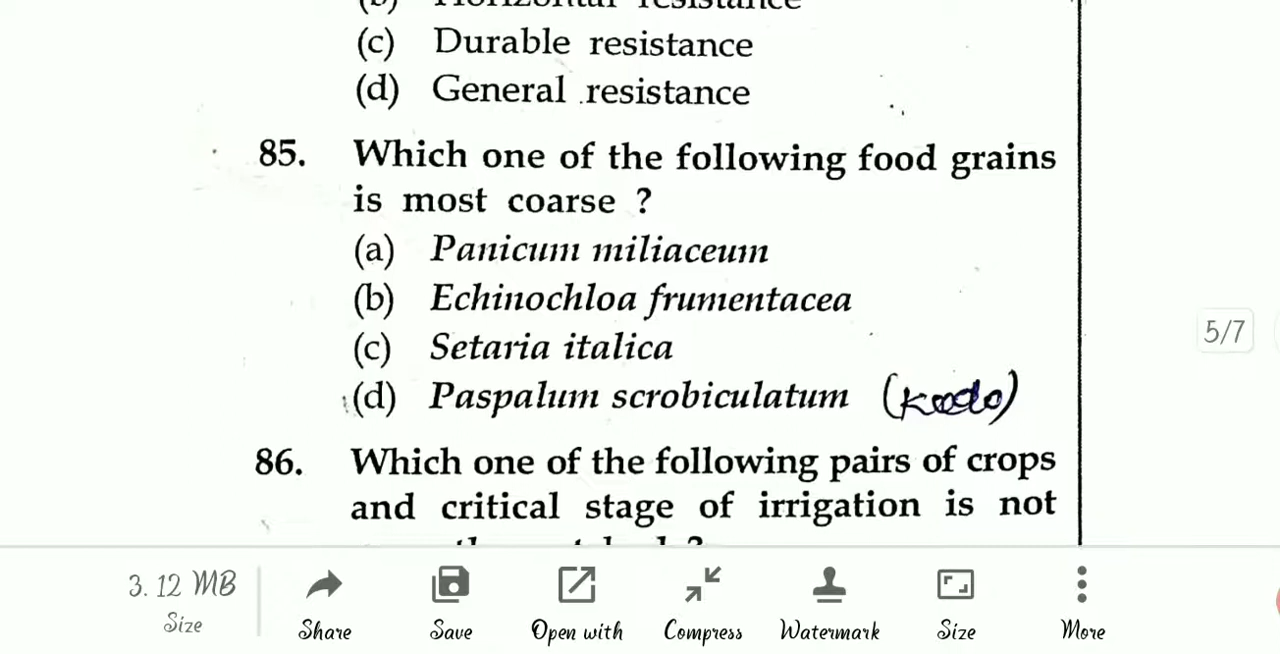 (b) Horizontal resistance
(c) Durable resistance
(d) General resistance
85. Which one of the following food grains
is most coarse ?
(a) Panicum miliaceum
(b) Echinochloa frumentacea
(c) Setaria italica
(d) Paspalum scrobiculatum (kodo)
5/7
86. Which one of the following pairs of crops
and critical stage of irrigation is not
3. 12 MB
Size
Share
Save
Open with
Compress
Watermark
Size
More